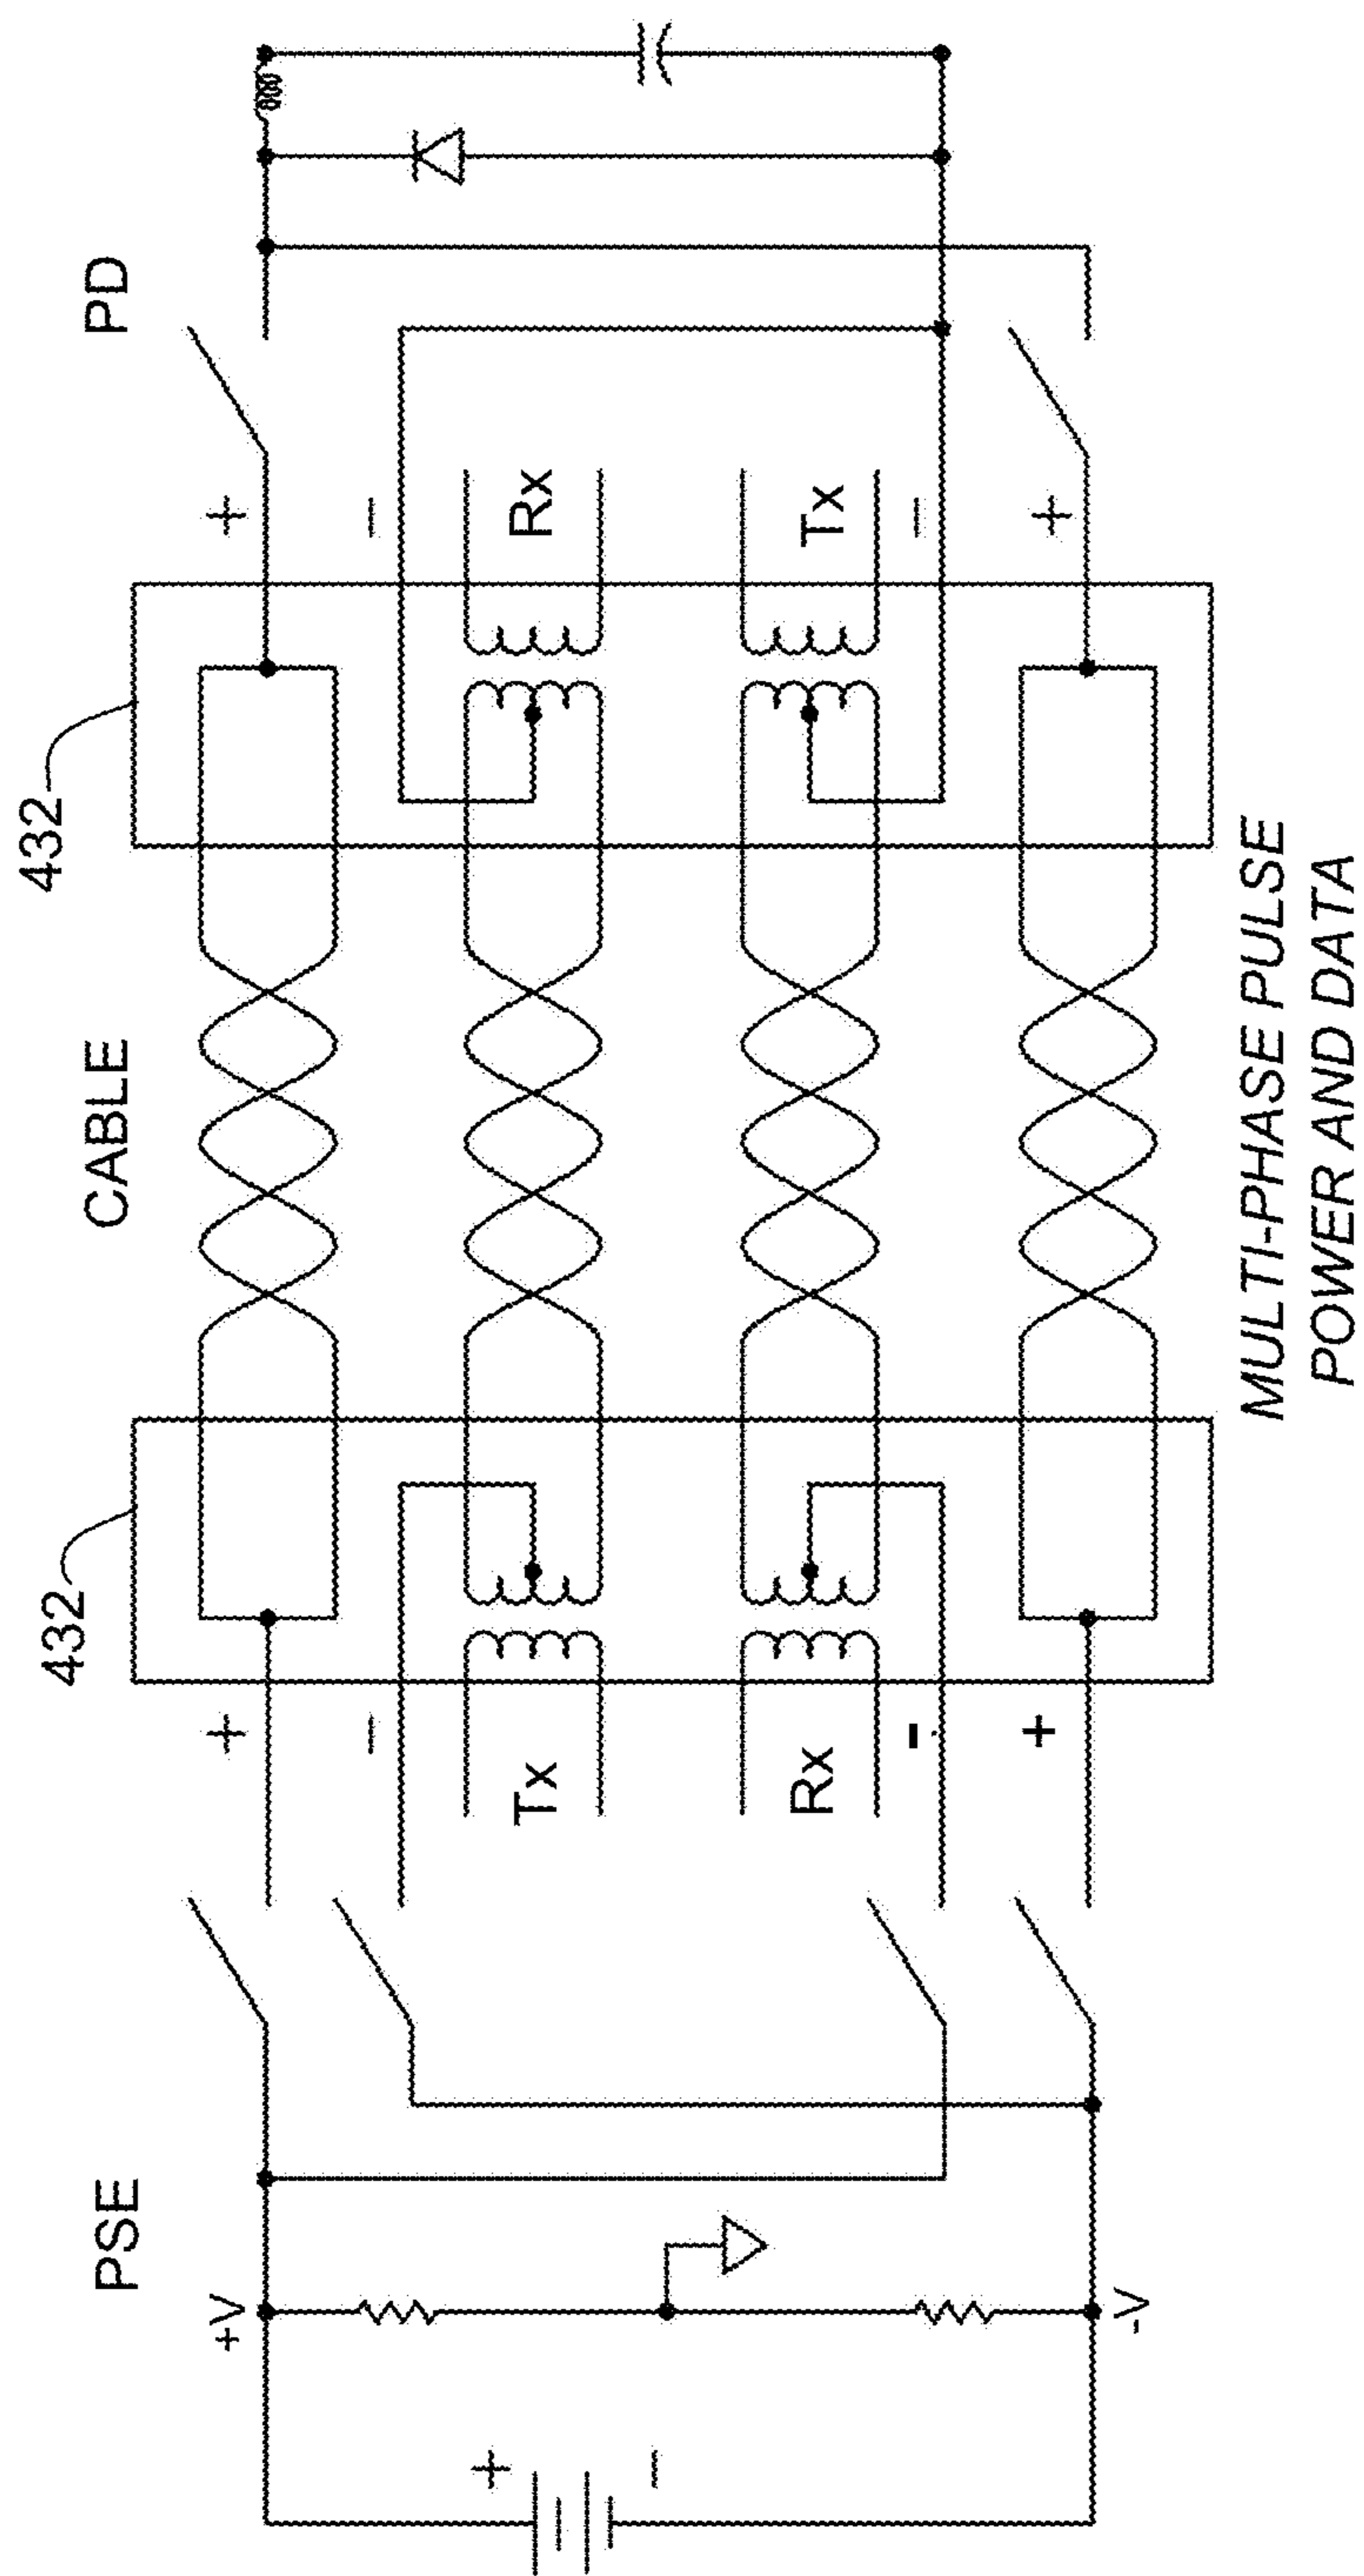 PSE
CABLE
PD
432
432
+V
-V
+
−
+
−
Tx
Rx
-
+
+
−
Rx
Tx
−
+
MULTI-PHASE PULSE
POWER AND DATA